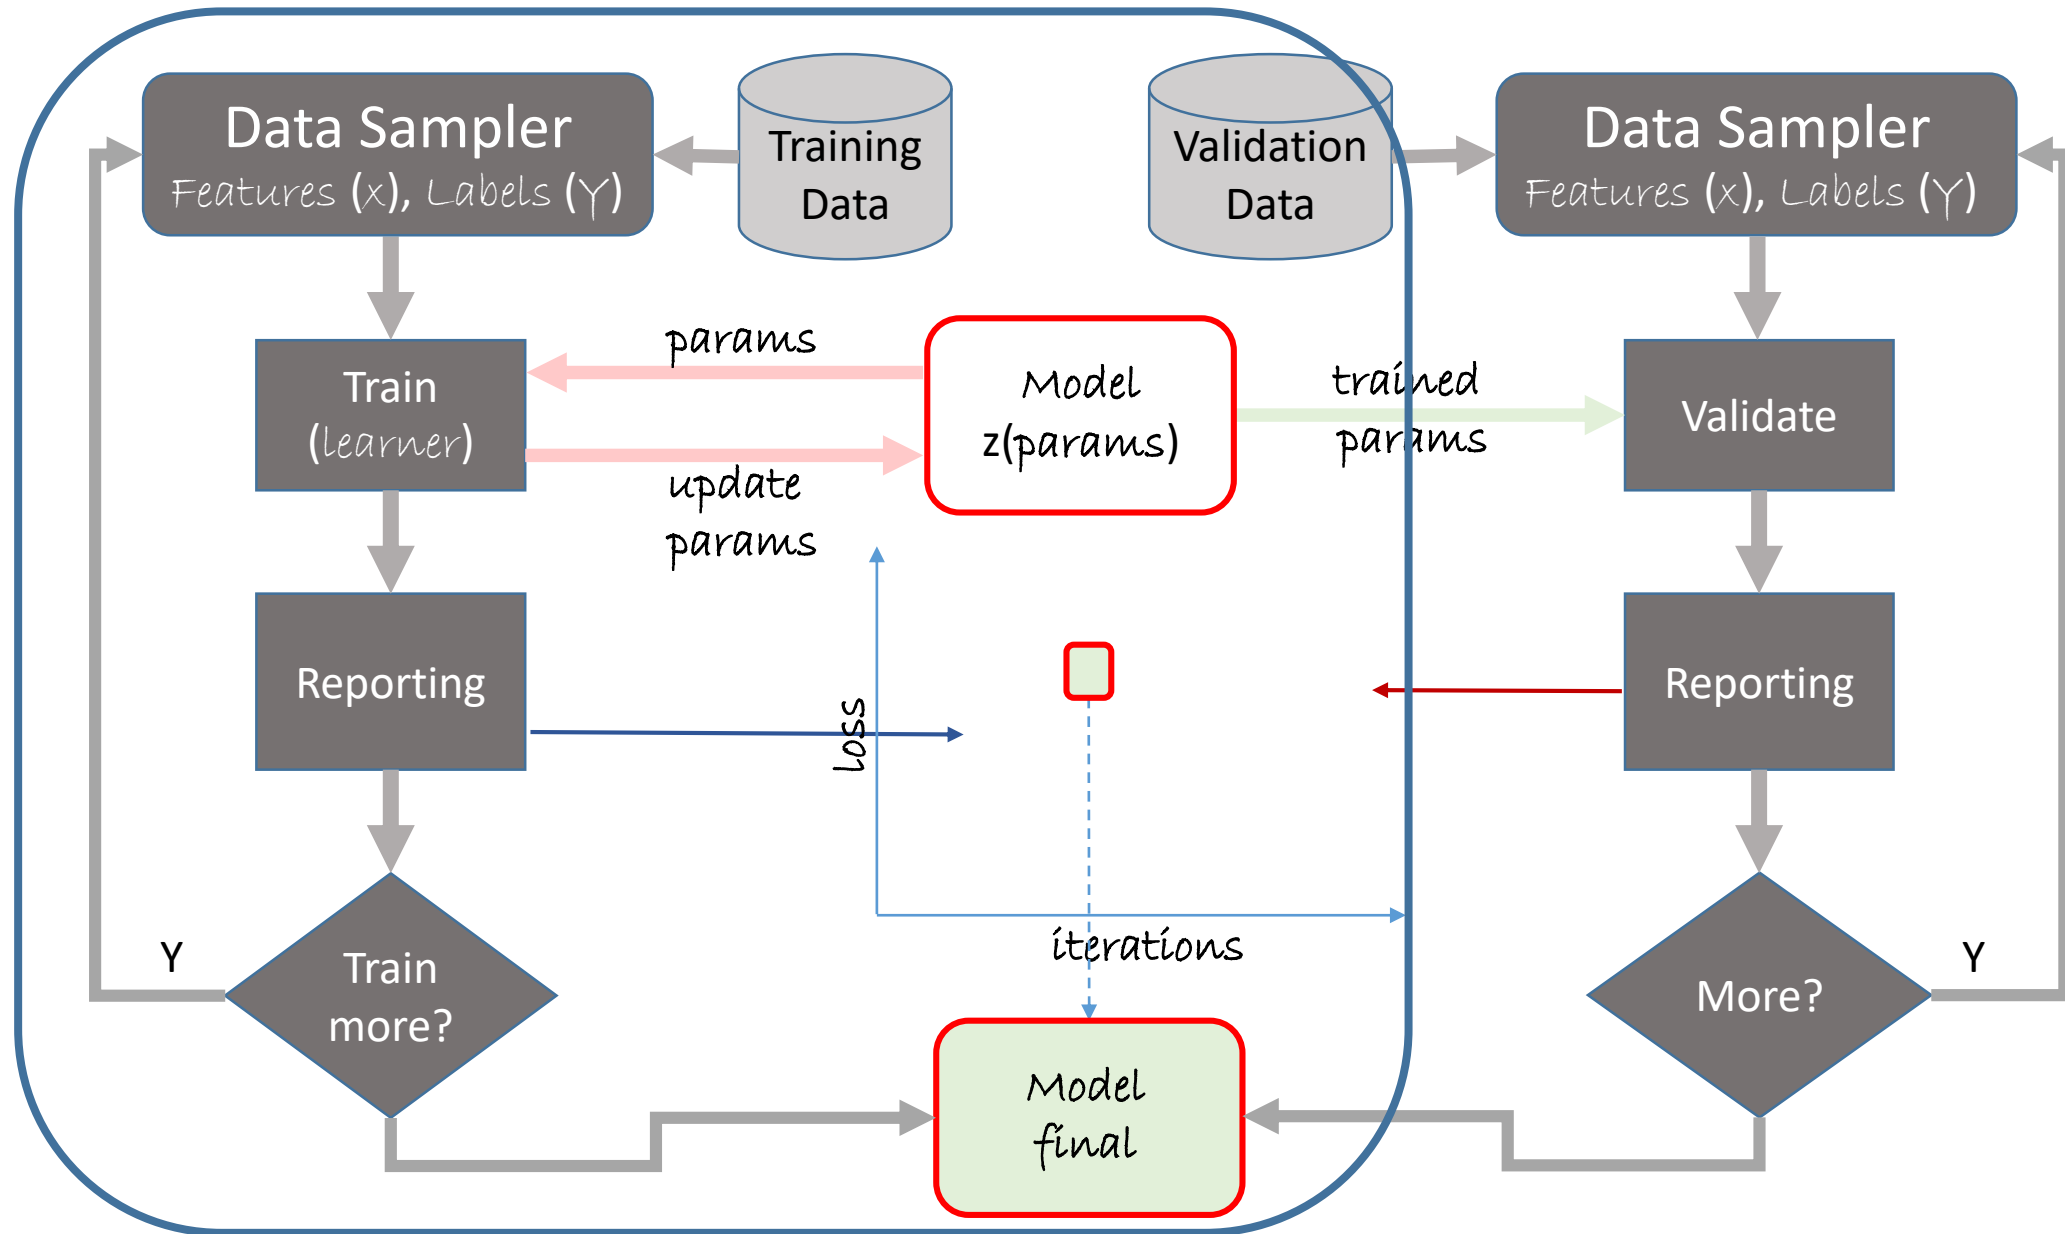 Data Sampler
Features (x), Labels (Y)
Training
Data
Validation
Data
Data Sampler
Features (x), Labels (Y)
Train
(learner)
params
update
params
Model
z(params)
trained
params
Validate
Reporting
loss
iterations
Reporting
Y
Train
more?
More?
Y
Model
final